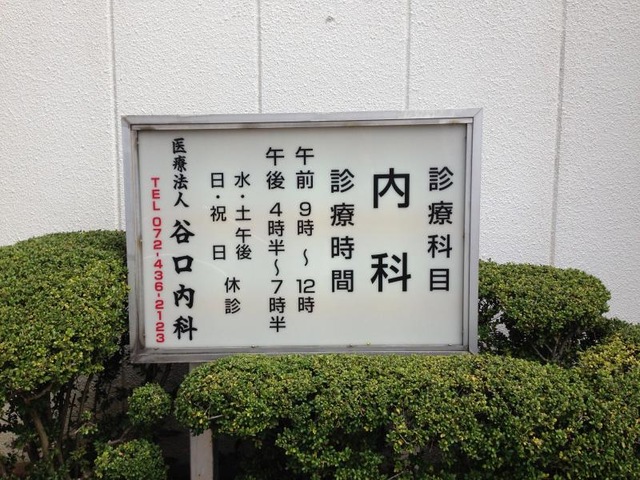 診療科目
内科
診療時間
午前 9時～12時
午後 4時半～7時半
水・土午後 休診
日・祝 日
医療法人 谷口内科
TEL 072-436-2123